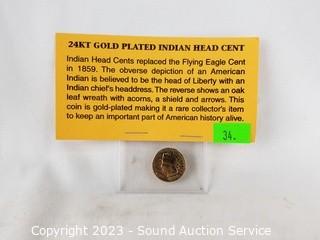 24KT GOLD PLATED INDIAN HEAD CENT
Indian Head Cents replaced the Flying Eagle Cent
in 1859. The obverse depiction of an American
Indian is believed to be the head of Liberty with an
Indian chief's headdress. The reverse shows an oak
leaf wreath with acorns, a shield and arrows. This
coin is gold-plated making it a rare collector's item
to keep an important part of American history alive.
34.
Copyright 2023 - Sound Auction Service